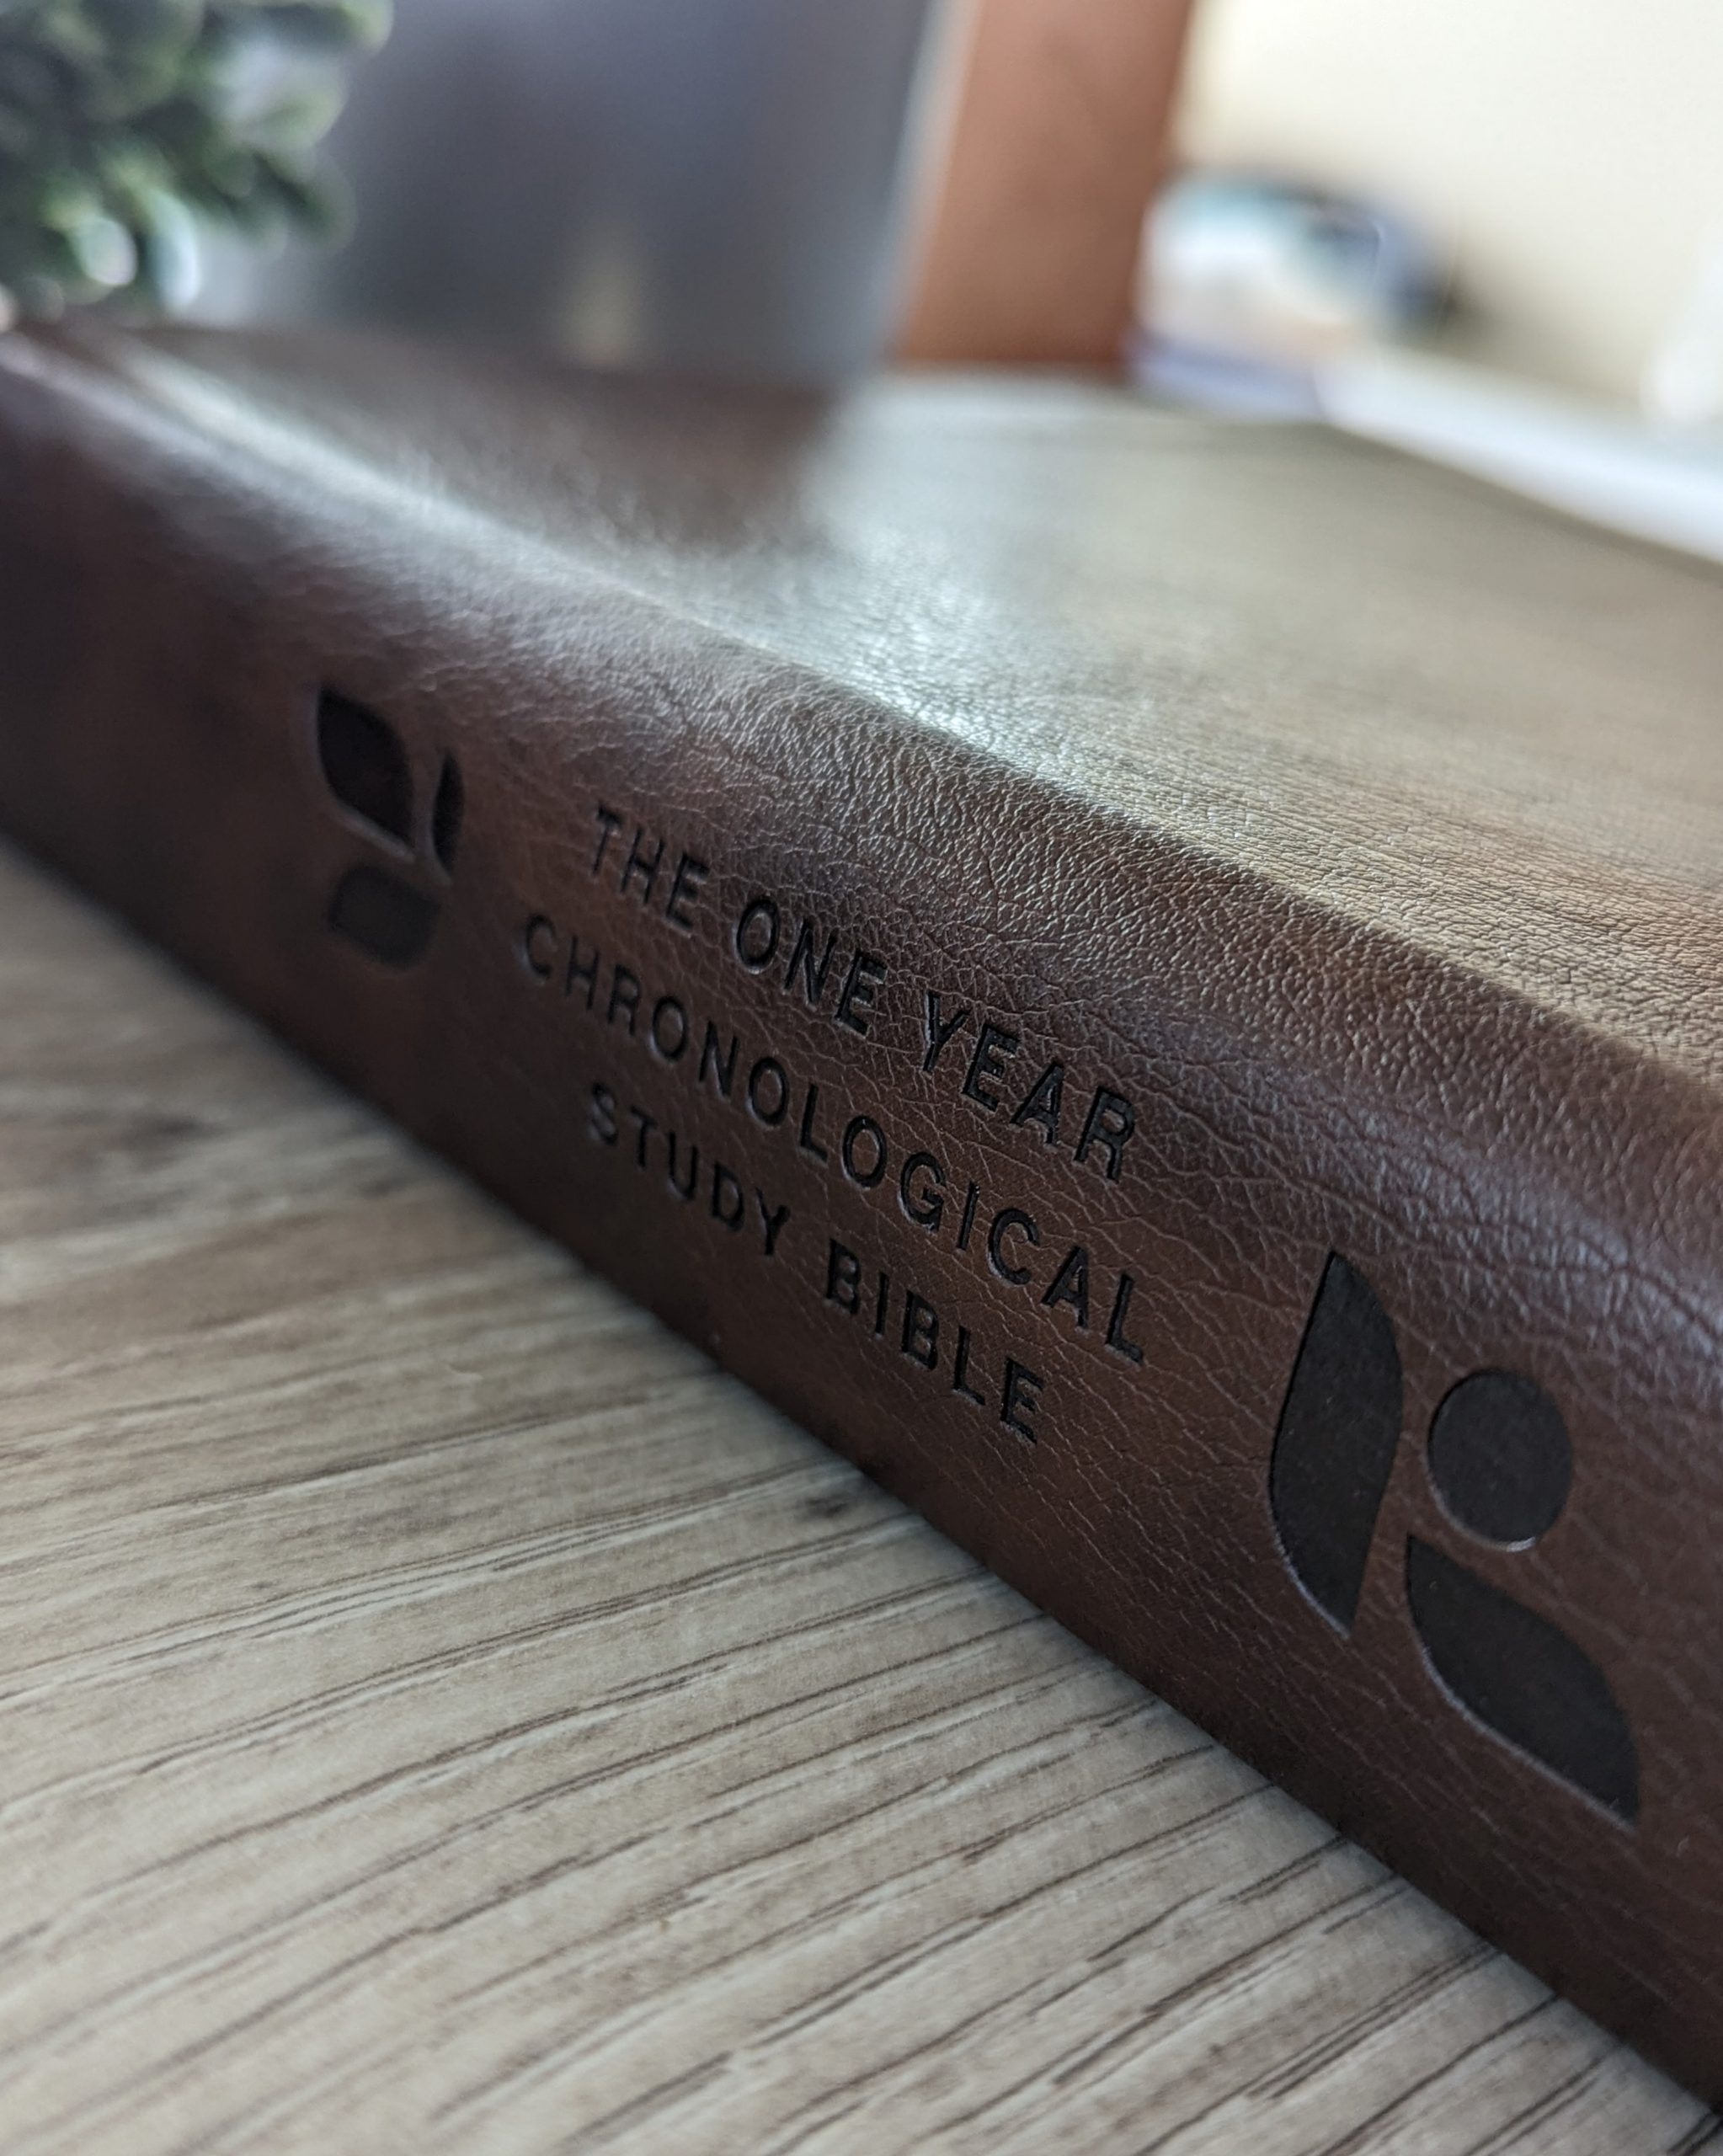 THE ONE YEAR
CHRONOLOGICAL
STUDY BIBLE